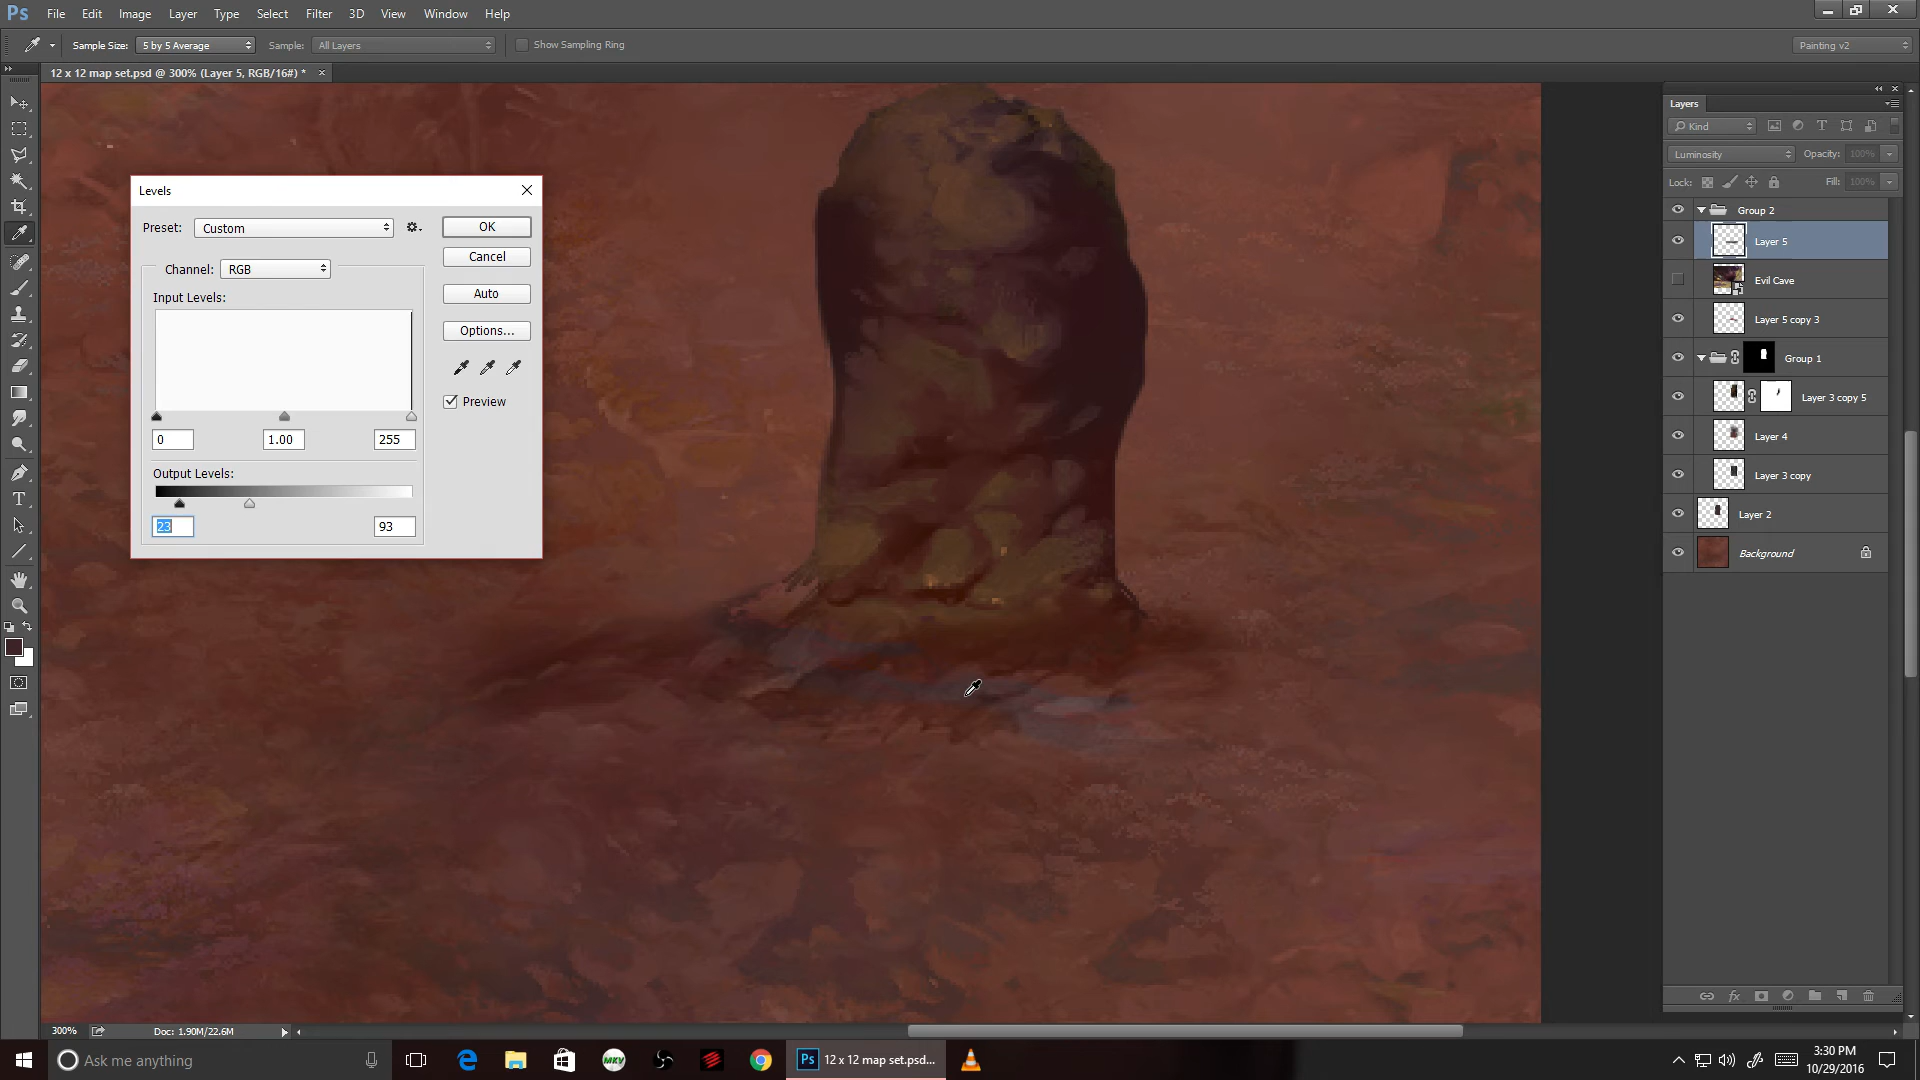 Ps File Edit Image Layer Type Select Filter 3D View Window Help
Sample Size: 5 by 5 Average Sample: All Layers Show Sampling Ring Painting v2
12 x 12 map set.psd @ 300% (Layer 5, RGB/16#) *
Layers
Kind
Luminosity Opacity: 100%
Lock: Fill: 100%
Group 2
Layer 5
Evil Cave
Layer 5 copy 3
Group 1
Layer 3 copy 5
Layer 4
Layer 3 copy
Layer 2
Background
Levels
Preset: Custom OK
Cancel
Channel: RGB
Auto
Input Levels:
Options...
Preview
0 1.00 255
Output Levels:
23 93
300% Doc: 1.90M/22.6M
Ask me anything MKV Ps 12 x 12 map set.psd... 3:30 PM
10/29/2016